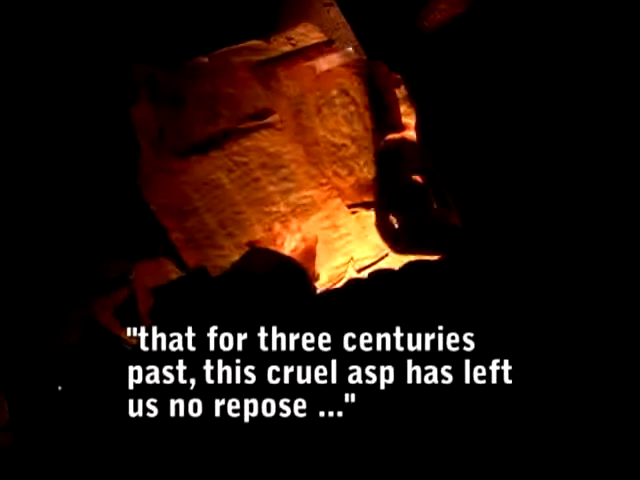 "that for three centuries
past, this cruel asp has left
us no repose ..."